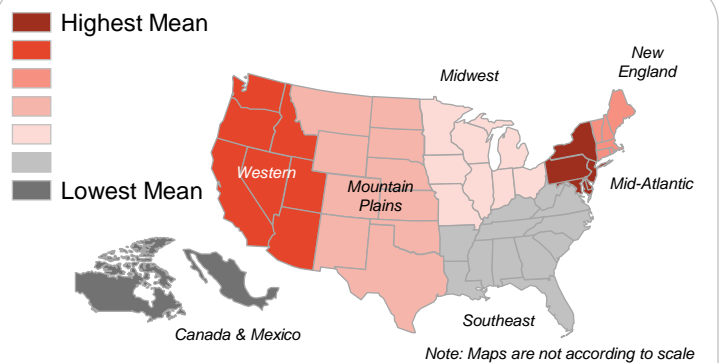 Highest Mean
New
England
Midwest
Western
Mountain
Plains
Mid-Atlantic
Lowest Mean
Southeast
Canada & Mexico
Note: Maps are not according to scale